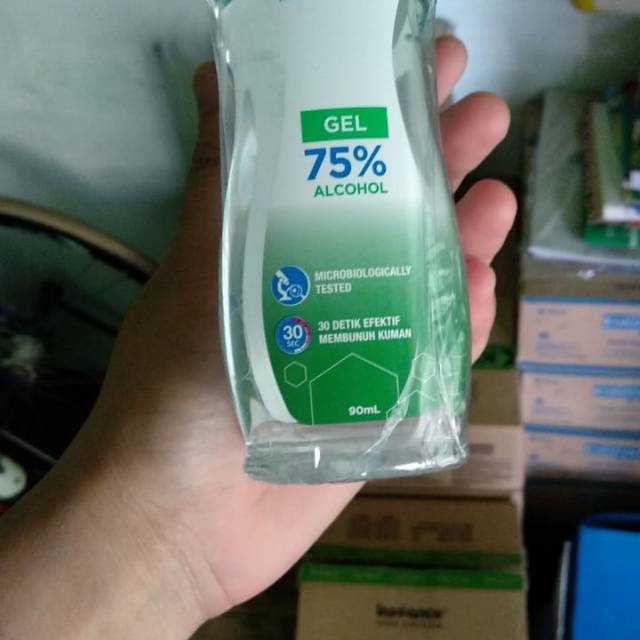 GEL
75%
ALCOHOL
MICROBIOLOGICALLY
TESTED
30
SEC
30 DETIK EFEKTIF
MEMBUNUH KUMAN
90mL